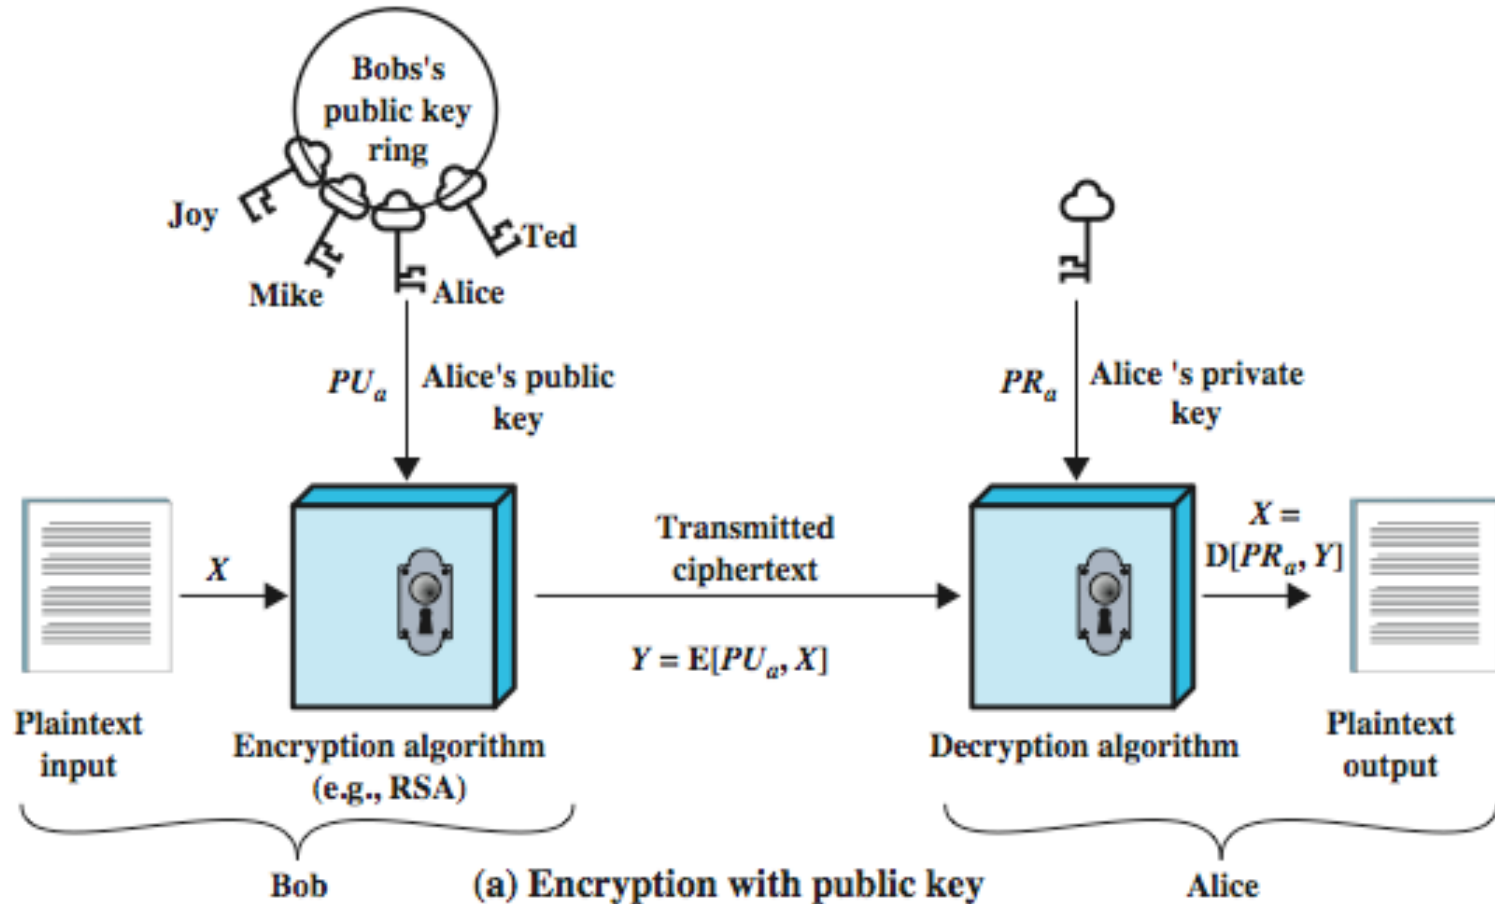 Bobs's
public key
ring
Joy
Ted
Mike
Alice
PUa
Alice's public
key
PRa
Alice 's private
key
X
Transmitted
ciphertext
X =
D[PRa, Y]
Y = E[PUa, X]
Plaintext
input
Encryption algorithm
(e.g., RSA)
Decryption algorithm
Plaintext
output
Bob
(a) Encryption with public key
Alice